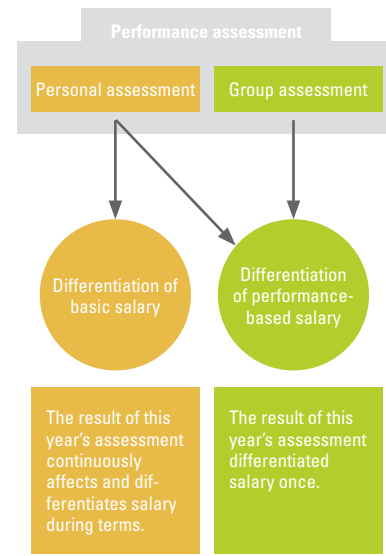 Performance assessment
Personal assessment
Group assessment
Differentiation of
basic salary
Differentiation
of performance-
based salary
The result of this
year's assessment
continuously
affects and dif-
ferentiates salary
during terms.
The result of this
year's assessment
differentiated
salary once.